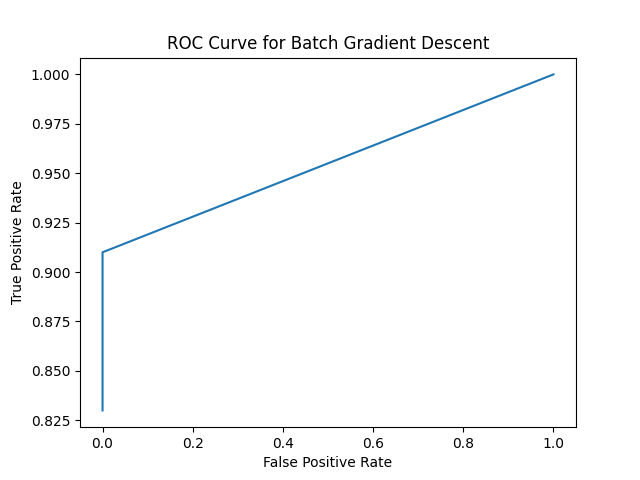 ROC Curve for Batch Gradient Descent
1.000
0.975
0.950
0.925
0.900
0.875
0.850
0.825
True Positive Rate
0.0 0.2 0.4 0.6 0.8 1.0
False Positive Rate